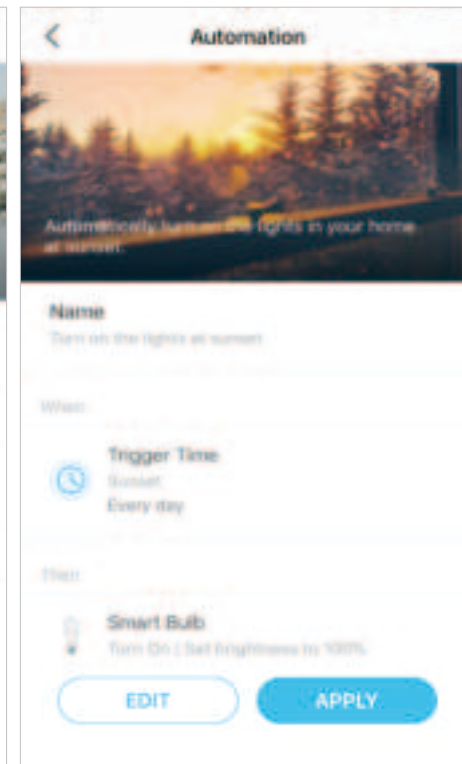 Automation
Automatically turn on the lights in your home
at sunset.
Name
Turn on the lights at sunset
When
Trigger Time
Sunset
Every day
Then
Smart Bulb
Turn On | Set brightness to 100%
EDIT
APPLY